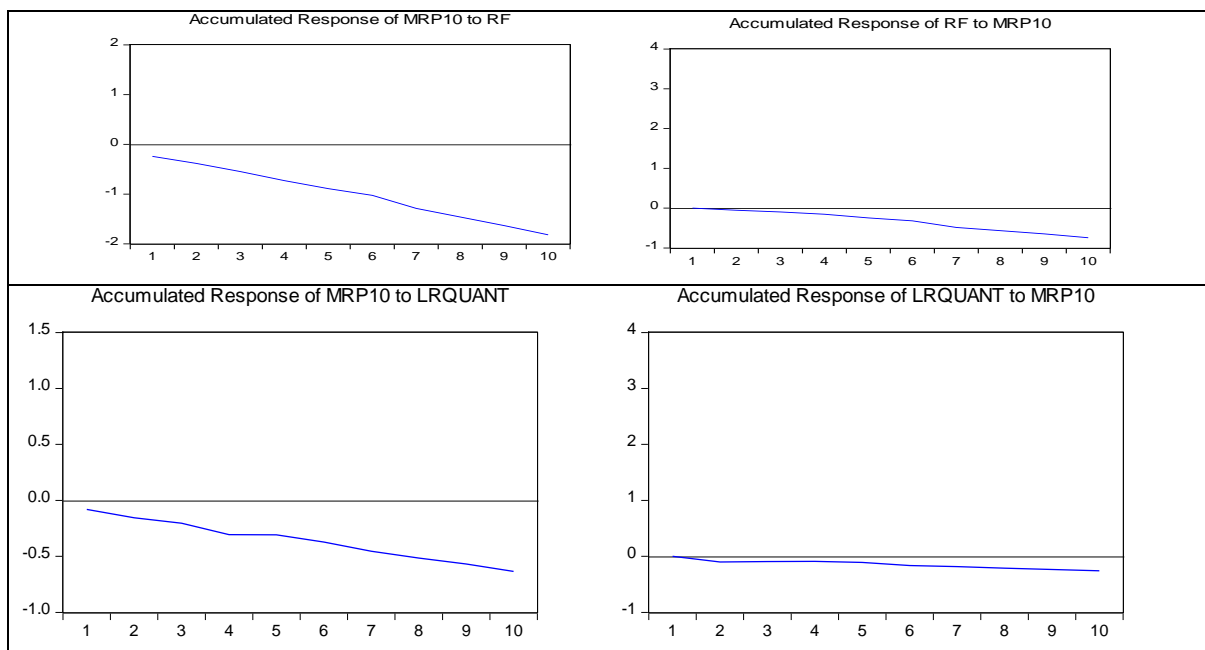 Accumulated Response of MRP10 to RF
2
1
0
-1
-2
1 2 3 4 5 6 7 8 9 10
Accumulated Response of RF to MRP10
4
3
2
1
0
-1
1 2 3 4 5 6 7 8 9 10
Accumulated Response of MRP10 to LRQUANT
1.5
1.0
0.5
0.0
-0.5
-1.0
1 2 3 4 5 6 7 8 9 10
Accumulated Response of LRQUANT to MRP10
4
3
2
1
0
-1
1 2 3 4 5 6 7 8 9 10